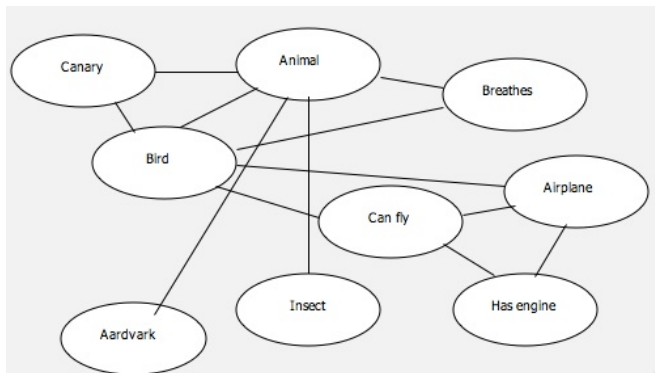 Canary
Animal
Breathes
Bird
Airplane
Can fly
Insect
Has engine
Aardvark